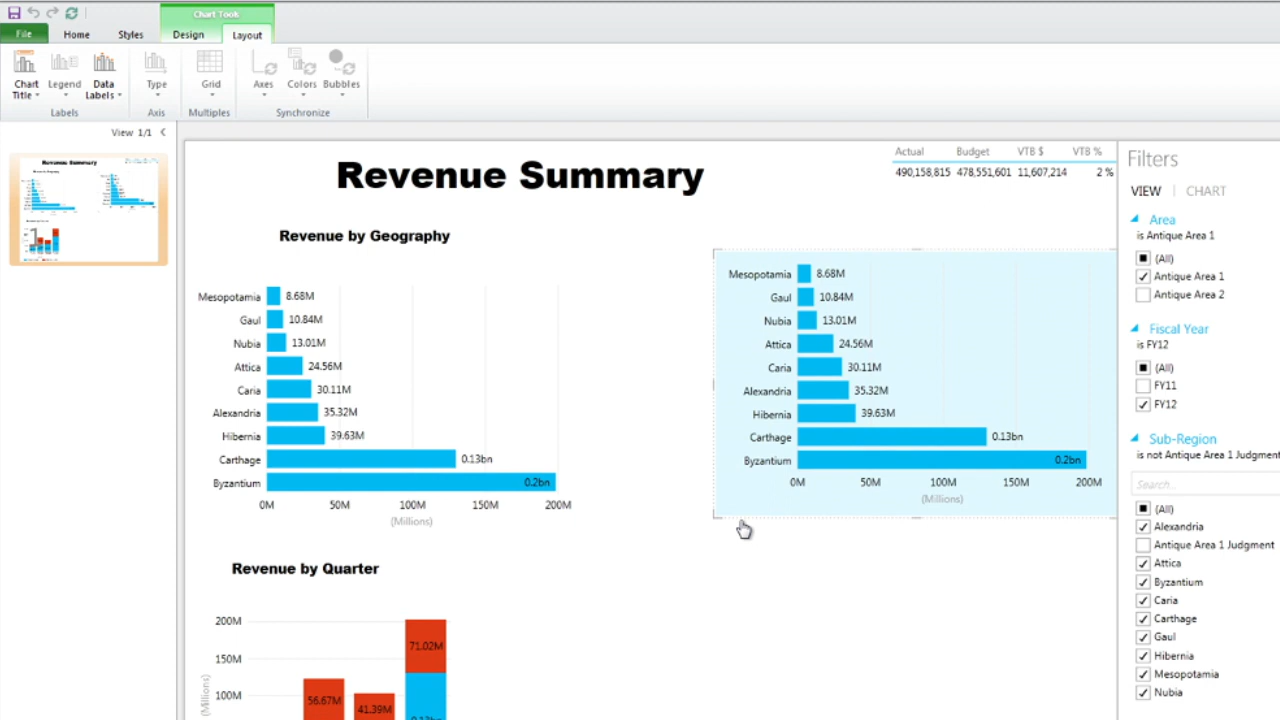 Chart Tools
File Home Styles Design Layout
Chart Title Legend Data Labels Type Grid Axes Colors Bubbles
Labels Axis Multiples Synchronize
View 1/1
Revenue Summary
Actual Budget VTB $ VTB %
490,158,815 478,551,601 11,607,214 2 %
Revenue by Geography
Mesopotamia 8.68M
Gaul 10.84M
Nubia 13.01M
Attica 24.56M
Caria 30.11M
Alexandria 35.32M
Hibernia 39.63M
Carthage 0.13bn
Byzantium 0.2bn
0M 50M 100M 150M 200M
(Millions)
Mesopotamia 8.68M
Gaul 10.84M
Nubia 13.01M
Attica 24.56M
Caria 30.11M
Alexandria 35.32M
Hibernia 39.63M
Carthage 0.13bn
Byzantium 0.2bn
0M 50M 100M 150M 200M
(Millions)
Revenue by Quarter
200M
150M
100M
(Millions)
71.02M
56.67M
41.39M
Filters
VIEW CHART
Area
is Antique Area 1
(All)
Antique Area 1
Antique Area 2
Fiscal Year
is FY12
(All)
FY11
FY12
Sub-Region
is not Antique Area 1 Judgment
Search...
(All)
Alexandria
Antique Area 1 Judgment
Attica
Byzantium
Caria
Carthage
Gaul
Hibernia
Mesopotamia
Nubia